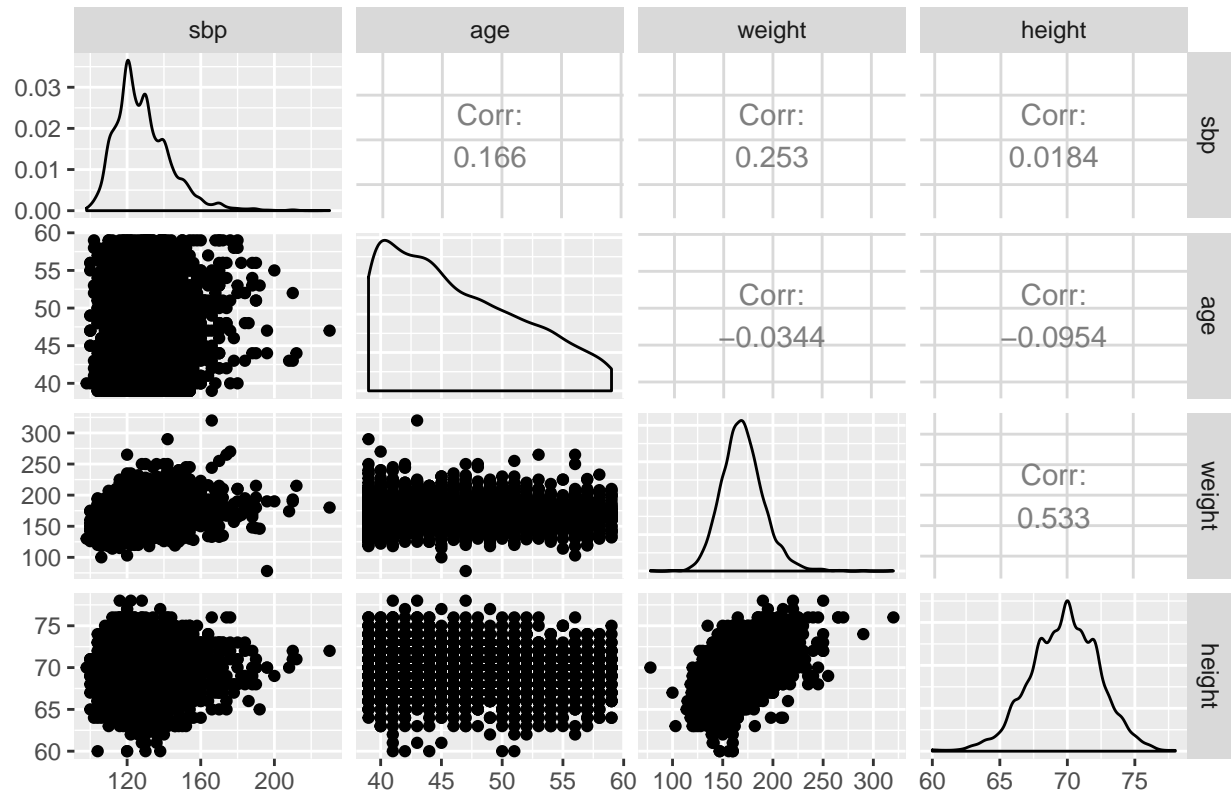 sbp age weight height
0.03
0.02
0.01
0.00
Corr:
0.166
Corr:
0.253
Corr:
0.0184
sbp
60
55
50
45
40
Corr:
−0.0344
Corr:
−0.0954
age
300
250
200
150
100
Corr:
0.533
weight
75
70
65
60
height
120 160 200 40 45 50 55 60 100 150 200 250 300 60 65 70 75